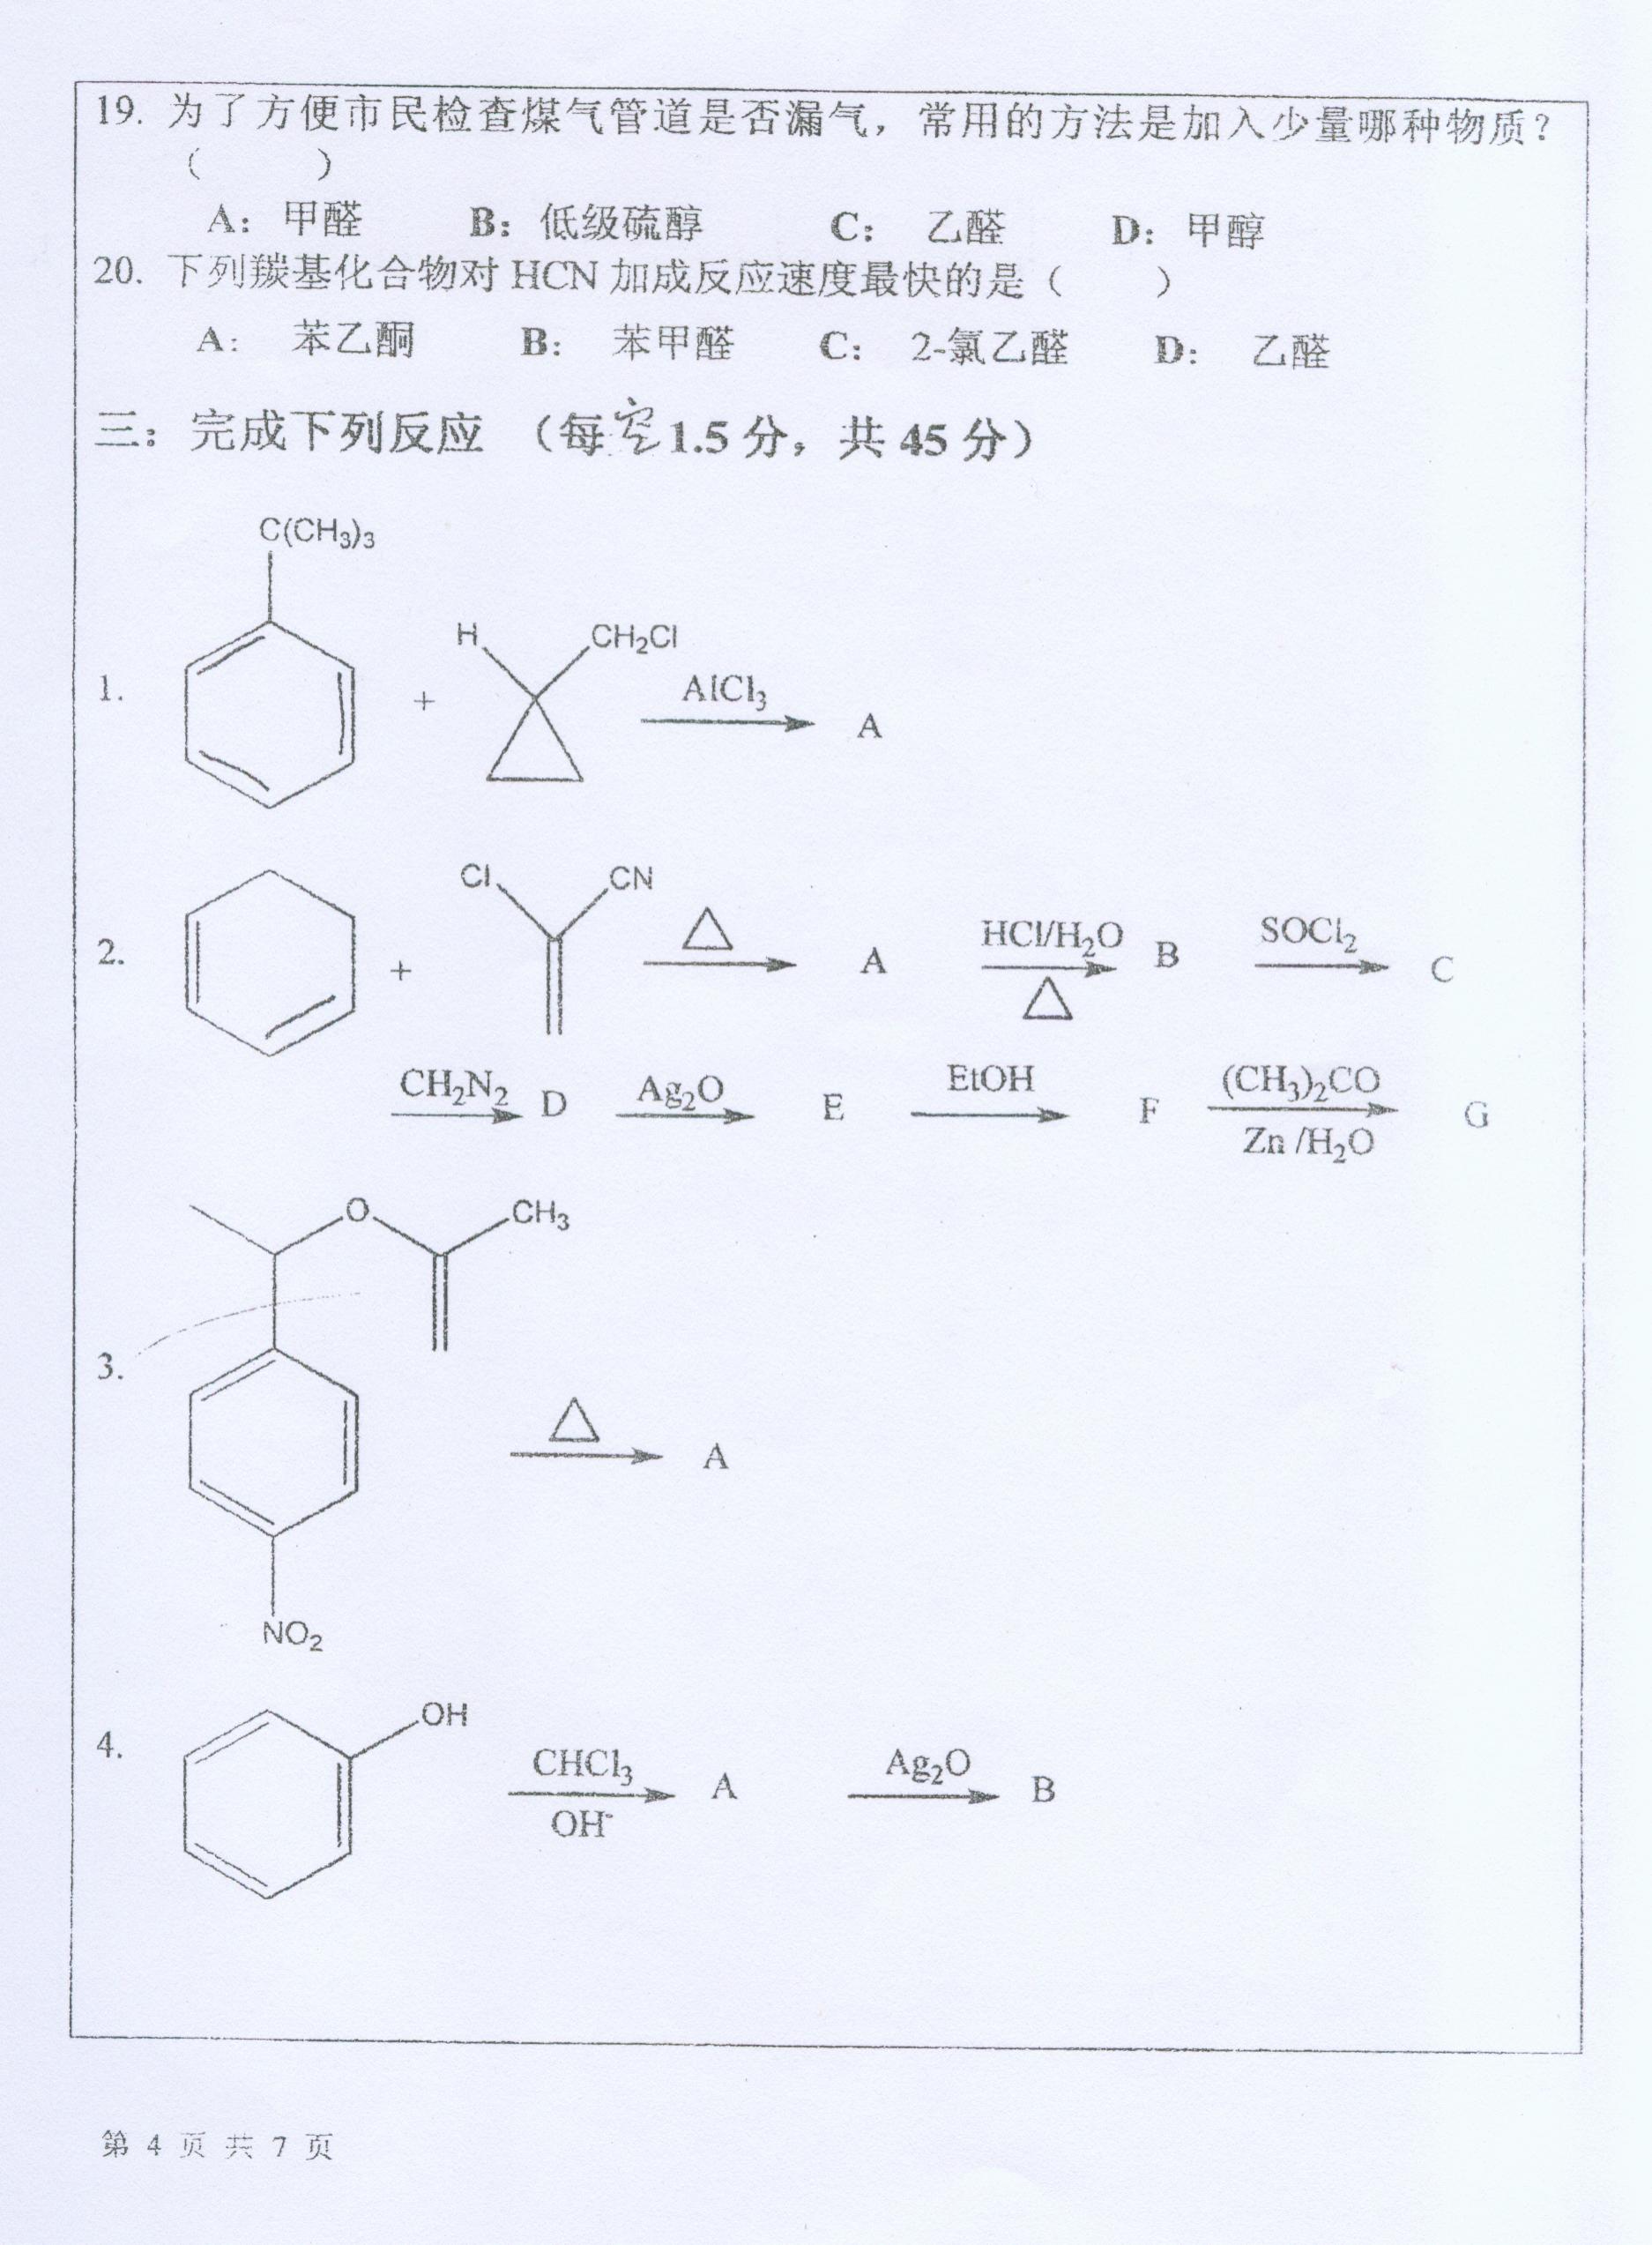 19. 为了方便市民检查煤气管道是否漏气，常用的方法是加入少量哪种物质？
（　　）
A： 甲醛　B：低级硫醇　C： 乙醛　D：甲醇
20. 下列羰基化合物对 HCN 加成反应速度最快的是（　　）
A： 苯乙酮　B： 苯甲醛　C： 2-氯乙醛　D： 乙醛
三：完成下列反应 （每空1.5 分，共 45 分）
C(CH₃)₃
H CH₂Cl
1. + AlCl₃ A
Cl CN
2. + △ A HCl/H₂O △ B SOCl₂ C
CH₂N₂ D Ag₂O E EtOH F (CH₃)₂CO Zn /H₂O G
O CH₃
3.
△ A
NO₂
OH
4. CHCl₃ OH⁻ A Ag₂O B
第 4 页 共 7 页